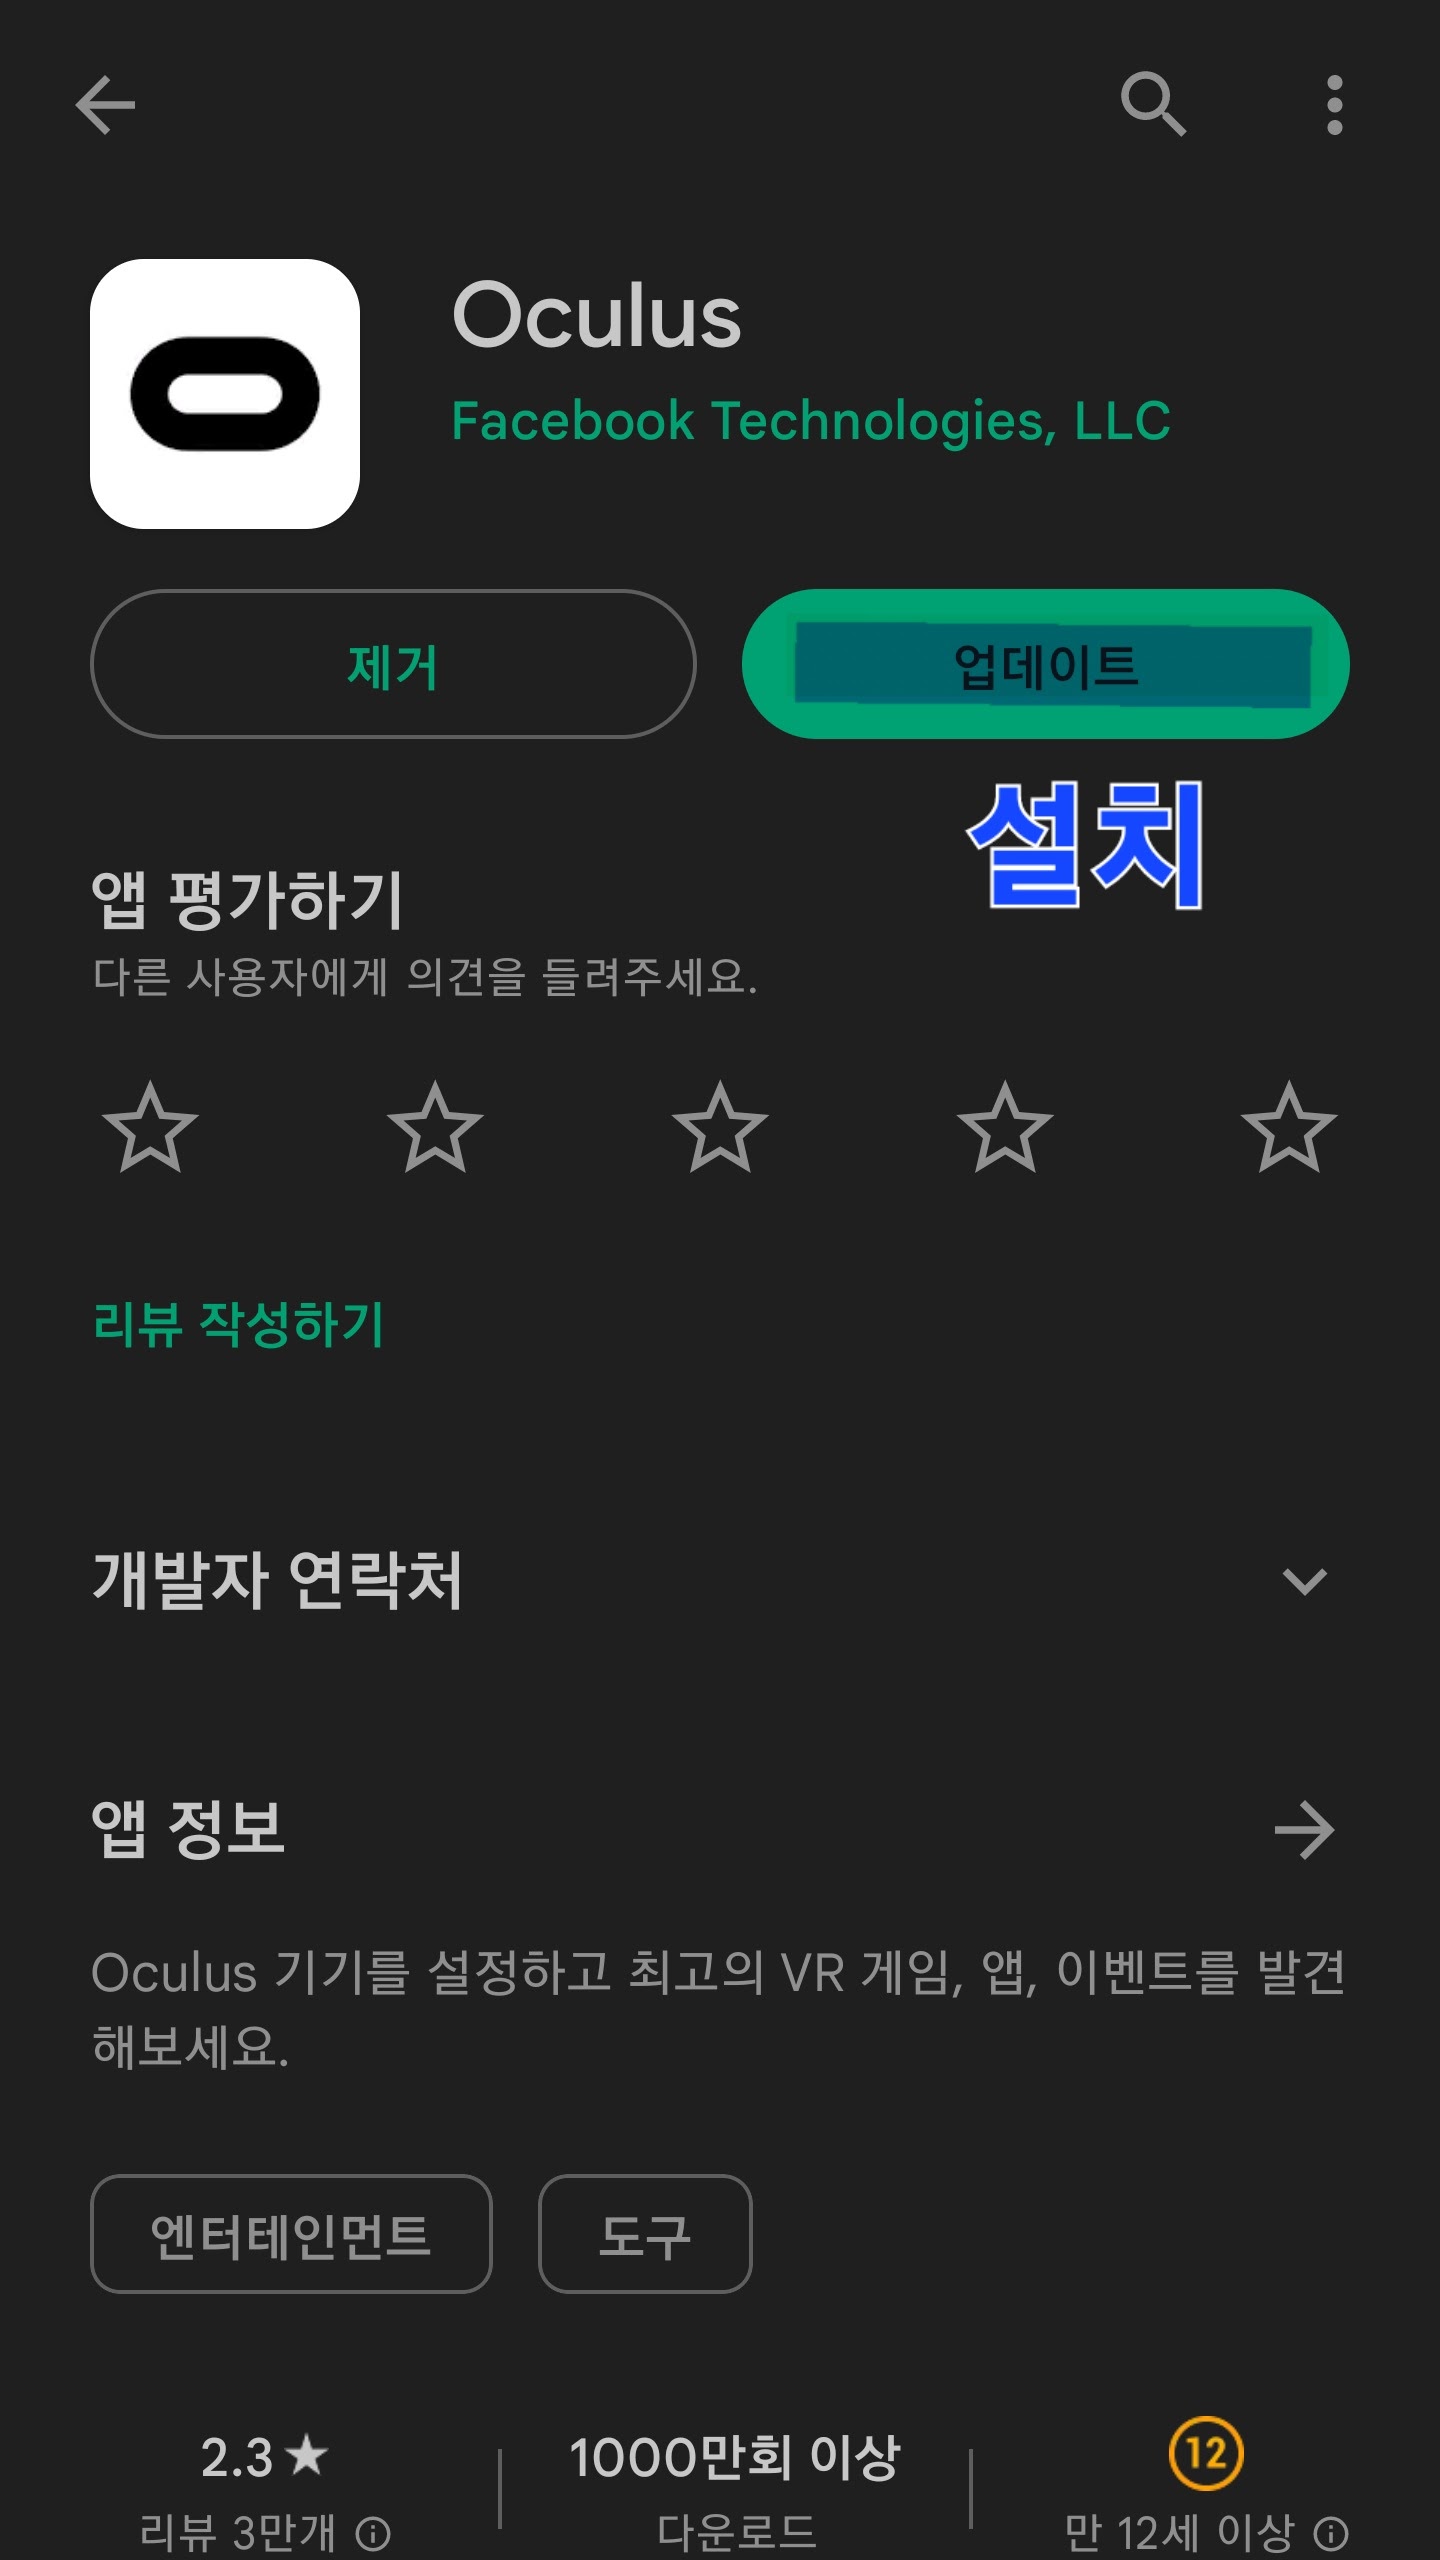 Oculus
Facebook Technologies, LLC
제거
업데이트
설치
앱 평가하기
다른 사용자에게 의견을 들려주세요.
리뷰 작성하기
개발자 연락처
앱 정보
Oculus 기기를 설정하고 최고의 VR 게임, 앱, 이벤트를 발견
해보세요.
엔터테인먼트
도구
2.3★
1000만회 이상
12
리뷰 3만개
다운로드
만 12세 이상